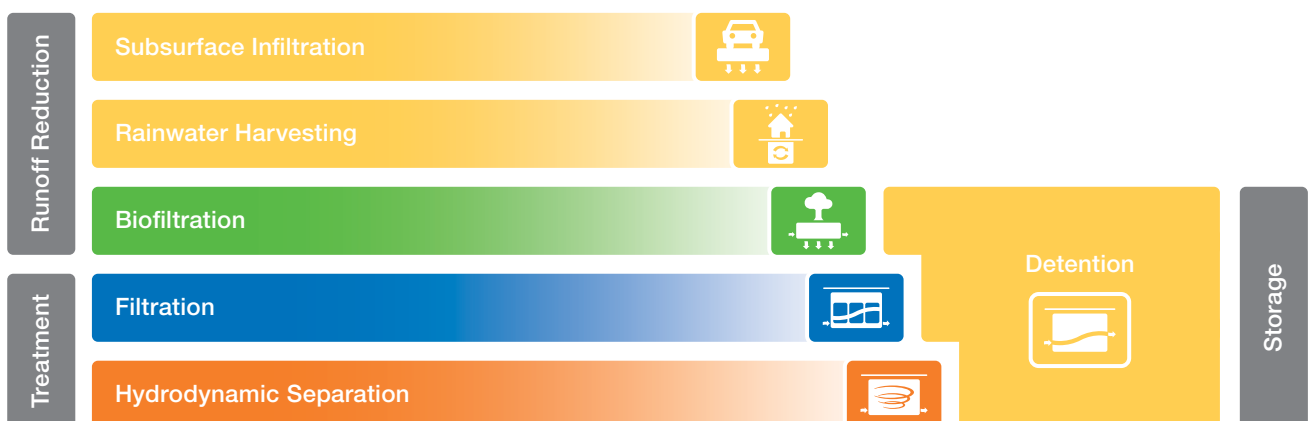 Runoff Reduction
Subsurface Infiltration
Rainwater Harvesting
Biofiltration
Treatment
Filtration
Hydrodynamic Separation
Detention
Storage